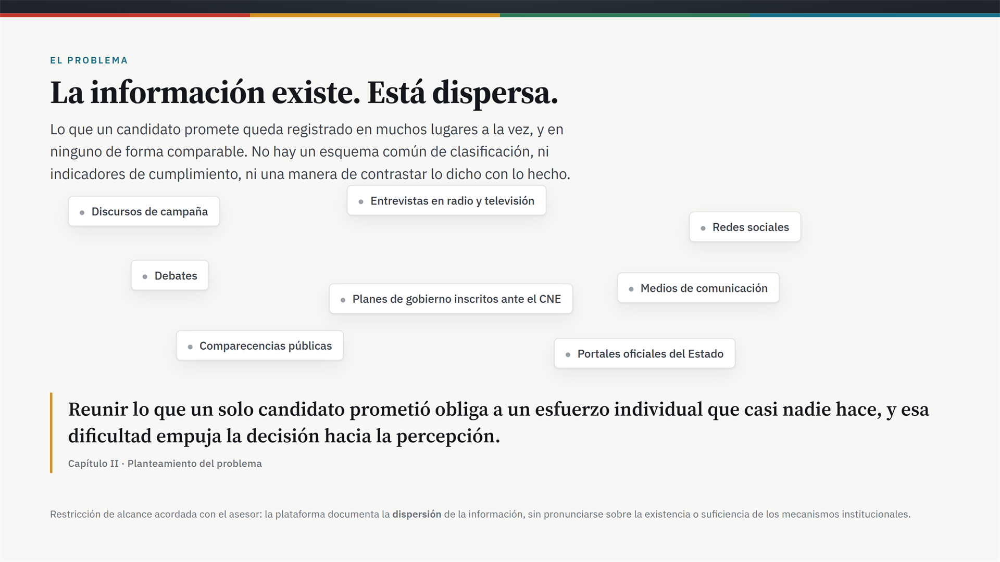 EL PROBLEMA
La información existe. Está dispersa.
Lo que un candidato promete queda registrado en muchos lugares a la vez, y en
ninguno de forma comparable. No hay un esquema común de clasificación, ni
indicadores de cumplimiento, ni una manera de contrastar lo dicho con lo hecho.
Discursos de campaña
Entrevistas en radio y televisión
Redes sociales
Debates
Planes de gobierno inscritos ante el CNE
Medios de comunicación
Comparecencias públicas
Portales oficiales del Estado
Reunir lo que un solo candidato prometió obliga a un esfuerzo individual que casi nadie hace, y esa
dificultad empuja la decisión hacia la percepción.
Capítulo II · Planteamiento del problema
Restricción de alcance acordada con el asesor: la plataforma documenta la dispersión de la información, sin pronunciarse sobre la existencia o suficiencia de los mecanismos institucionales.